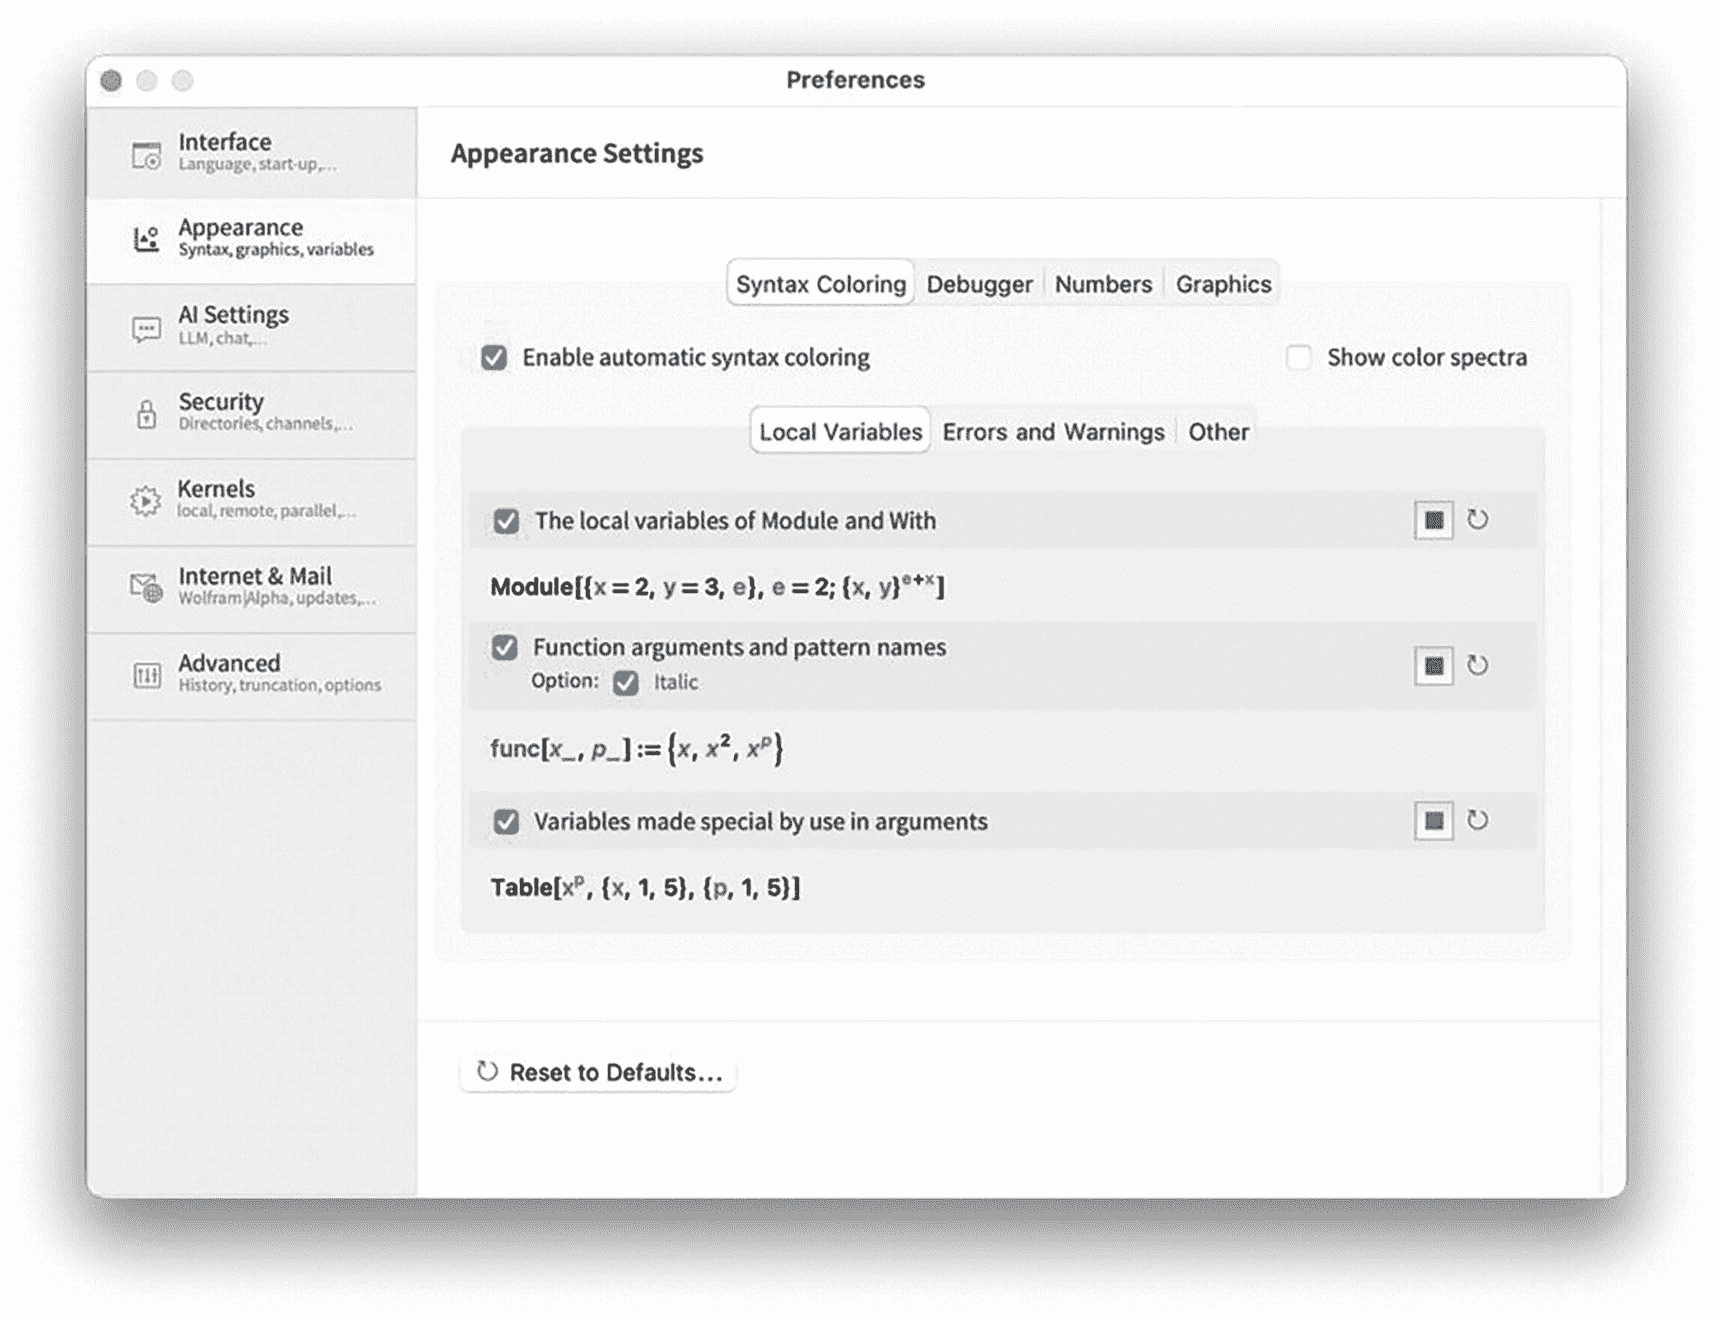 Preferences
Interface
Language, start-up,...
Appearance
Syntax, graphics, variables
AI Settings
LLM, chat,...
Security
Directories, channels,...
Kernels
local, remote, parallel,...
Internet & Mail
Wolfram|Alpha, updates,...
Advanced
History, truncation, options
Appearance Settings
Syntax Coloring Debugger Numbers Graphics
Enable automatic syntax coloring Show color spectra
Local Variables Errors and Warnings Other
The local variables of Module and With
Module[{x = 2, y = 3, e}, e = 2; {x, y}^(e+x)]
Function arguments and pattern names
Option: Italic
func[x_, p_] := {x, x², xᵖ}
Variables made special by use in arguments
Table[xᵖ, {x, 1, 5}, {p, 1, 5}]
Reset to Defaults...